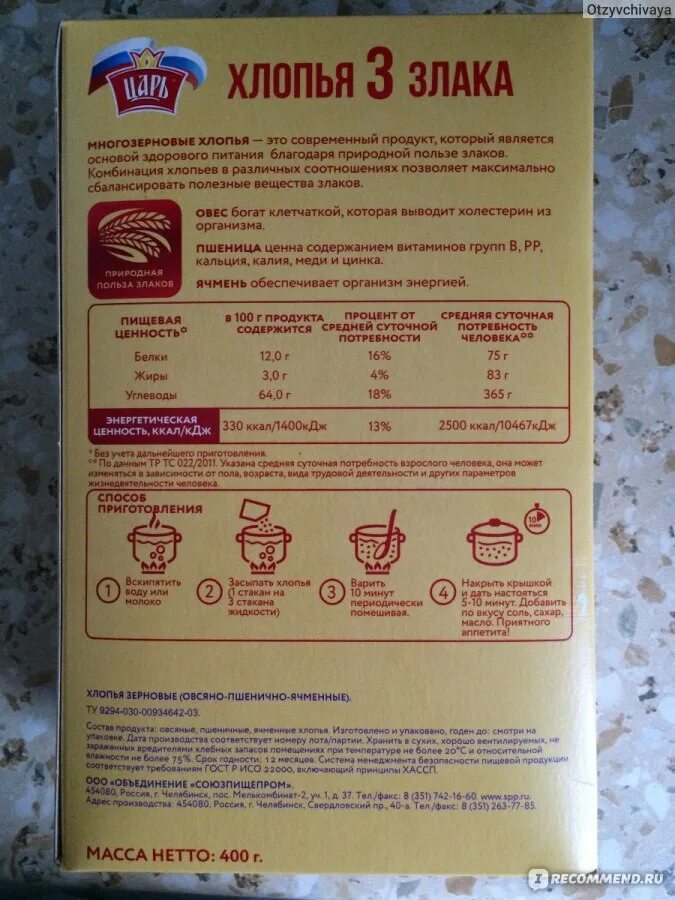 Otzyvchivaya
ЦАРЬ
ХЛОПЬЯ 3 ЗЛАКА
МНОГОЗЕРНОВЫЕ ХЛОПЬЯ — это современный продукт, который является
основой здорового питания благодаря природной пользе злаков.
Комбинация хлопьев в различных соотношениях позволяет максимально
сбалансировать полезные вещества злаков.
ПРИРОДНАЯ
ПОЛЬЗА ЗЛАКОВ
ОВЕС богат клетчаткой, которая выводит холестерин из
организма.
ПШЕНИЦА ценна содержанием витаминов групп В, РР,
кальция, калия, меди и цинка.
ЯЧМЕНЬ обеспечивает организм энергией.
ПИЩЕВАЯ ЦЕННОСТЬ* В 100 г ПРОДУКТА СОДЕРЖИТСЯ ПРОЦЕНТ ОТ СРЕДНЕЙ СУТОЧНОЙ ПОТРЕБНОСТИ СРЕДНЯЯ СУТОЧНАЯ ПОТРЕБНОСТЬ ЧЕЛОВЕКА**
Белки 12,0 г 16% 75 г
Жиры 3,0 г 4% 83 г
Углеводы 64,0 г 18% 365 г
ЭНЕРГЕТИЧЕСКАЯ
ЦЕННОСТЬ, ККАЛ/КДЖ 330 ккал/1400кДж 13% 2500 ккал/10467кДж
* Без учета дальнейшего приготовления.
** По данным ТР ТС 022/2011. Указана средняя суточная потребность взрослого человека, она может
изменяться в зависимости от пола, возраста, вида трудовой деятельности и других параметров
жизнедеятельности человека.
СПОСОБ
ПРИГОТОВЛЕНИЯ
10
мин
1 Вскипятить
воду или
молоко
2 Засыпать хлопья
(1 стакан на
3 стакана
жидкости)
3 Варить
10 минут
периодически
помешивая.
4 Накрыть крышкой
и дать настояться
5-10 минут. Добавить
по вкусу соль, сахар,
масло. Приятного
аппетита!
ХЛОПЬЯ ЗЕРНОВЫЕ (ОВСЯНО-ПШЕНИЧНО-ЯЧМЕННЫЕ).
ТУ 9294-030-00934642-03.
Состав продукта: овсяные, пшеничные, ячменные хлопья. Изготовлено и упаковано, годен до: смотри на
упаковке. Дата производства соответствует номеру лота/партии. Хранить в сухих, хорошо вентилируемых, не
зараженных вредителями хлебных запасов помещениях при температуре не более 20°С и относительной
влажности не более 75%. Срок годности: 12 месяцев. Система менеджмента безопасности пищевой продукции
соответствует требованиям ГОСТ Р ИСО 22000, включающий принципы ХАССП.
ООО «ОБЪЕДИНЕНИЕ «СОЮЗПИЩЕПРОМ».
454080, Россия, г. Челябинск, пос. Мелькомбинат-2, уч. 1, д. 37. Тел./факс: 8 (351) 742-16-60. www.spp.ru.
Адрес производства: 454080, Россия, г. Челябинск, Свердловский пр., 40-а. Тел./факс: 8 (351) 263-77-85.
МАССА НЕТТО: 400 г.
IRECOMMEND.RU